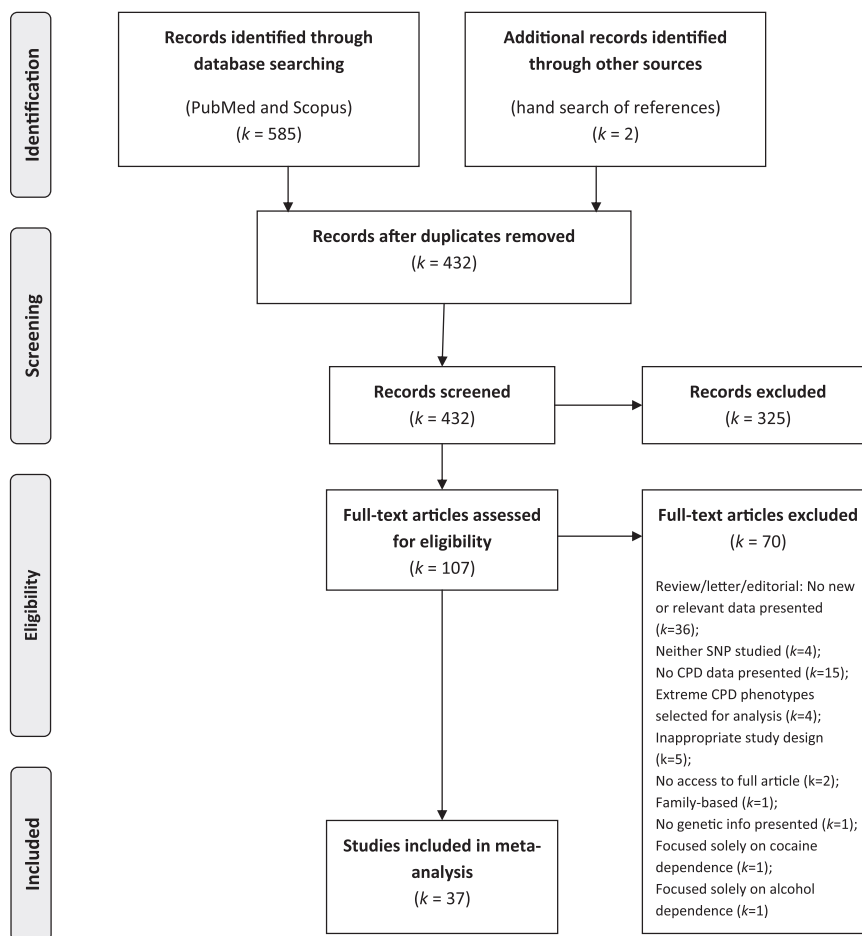 Identification
Records identified through
database searching
(PubMed and Scopus)
(k = 585)
Additional records identified
through other sources
(hand search of references)
(k = 2)
Screening
Records after duplicates removed
(k = 432)
Records screened
(k = 432)
Records excluded
(k = 325)
Eligibility
Full-text articles assessed
for eligibility
(k = 107)
Full-text articles excluded
(k = 70)
Review/letter/editorial: No new
or relevant data presented
(k=36);
Neither SNP studied (k=4);
No CPD data presented (k=15);
Extreme CPD phenotypes
selected for analysis (k=4);
Inappropriate study design
(k=5);
No access to full article (k=2);
Family-based (k=1);
No genetic info presented (k=1);
Focused solely on cocaine
dependence (k=1);
Focused solely on alcohol
dependence (k=1)
Included
Studies included in meta-
analysis
(k = 37)